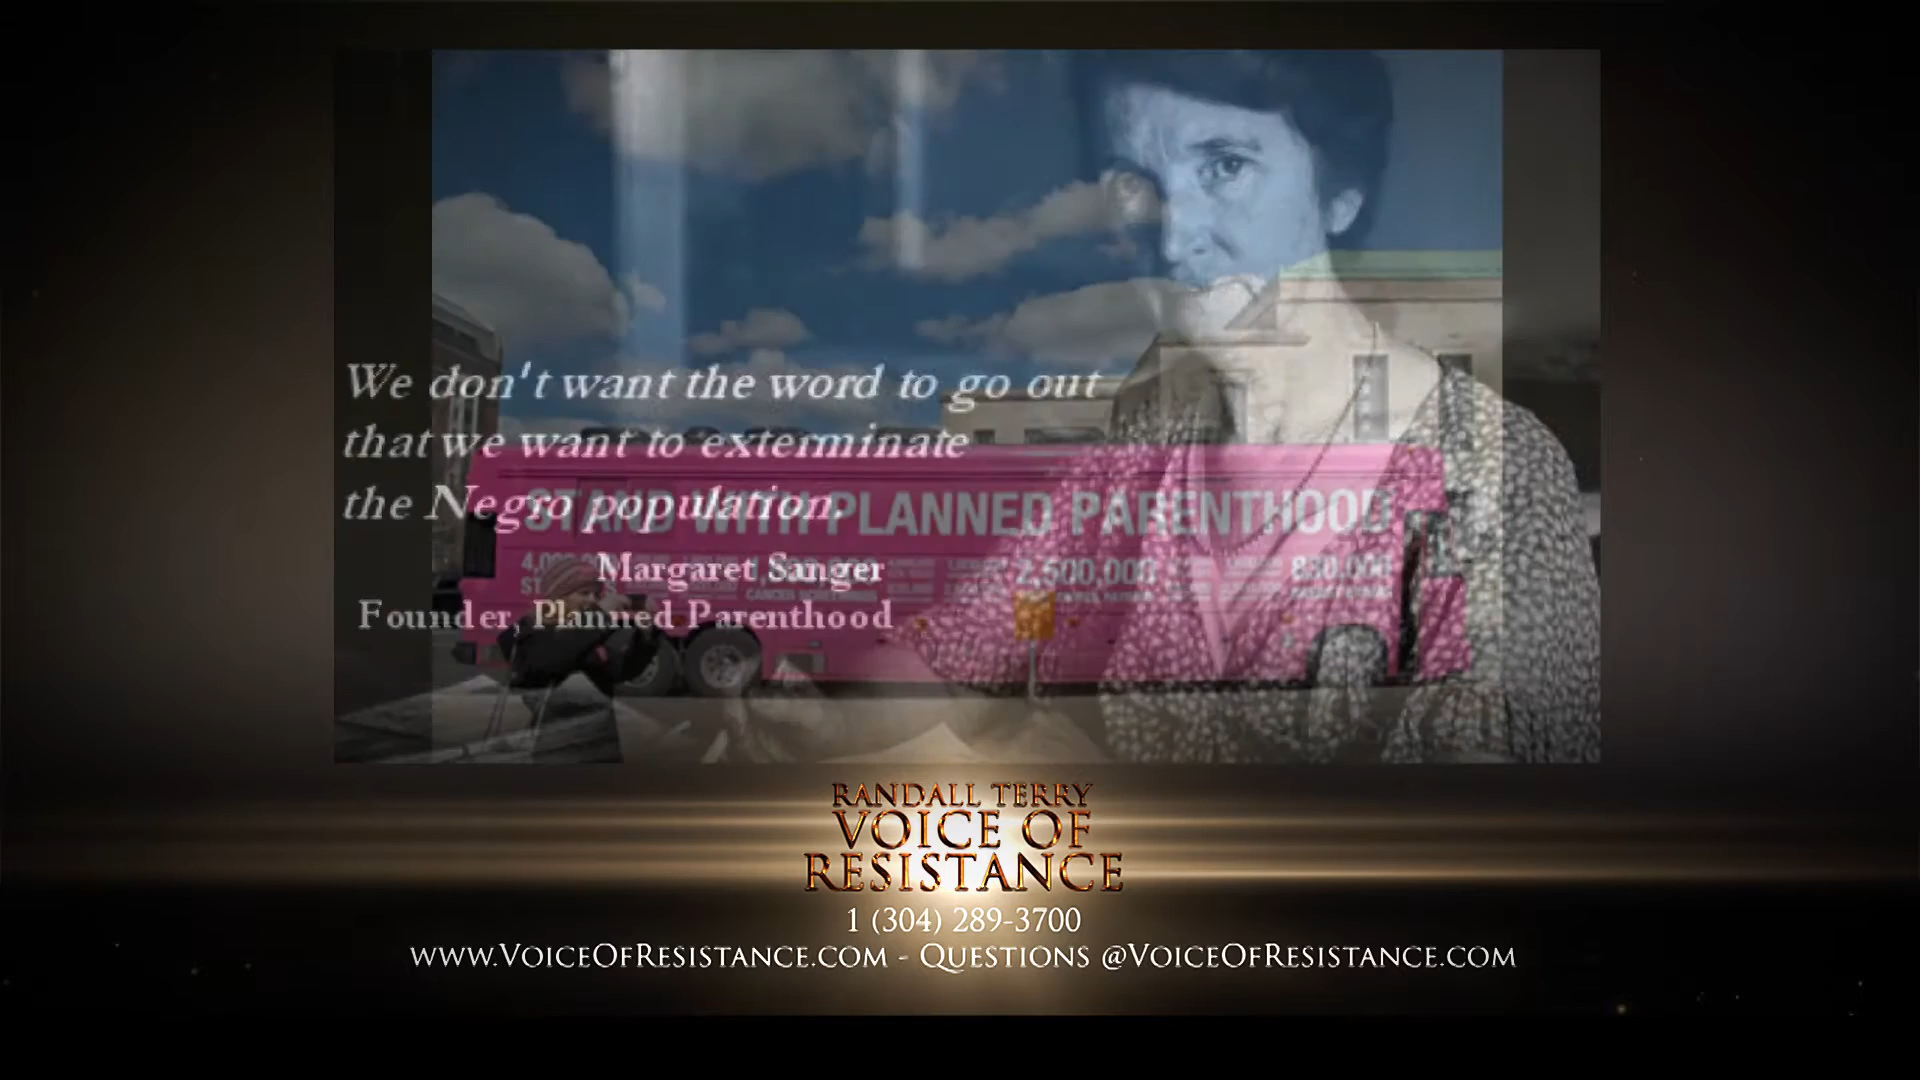 We don't want the word to go out
that we want to exterminate
the Negro population.
STAND WITH PLANNED PARENTHOOD
Margaret Sanger
2,500,000
830,000
Founder, Planned Parenthood
RANDALL TERRY
VOICE OF
RESISTANCE
1 (304) 289-3700
WWW.VOICEOFRESISTANCE.COM - QUESTIONS @VOICEOFRESISTANCE.COM